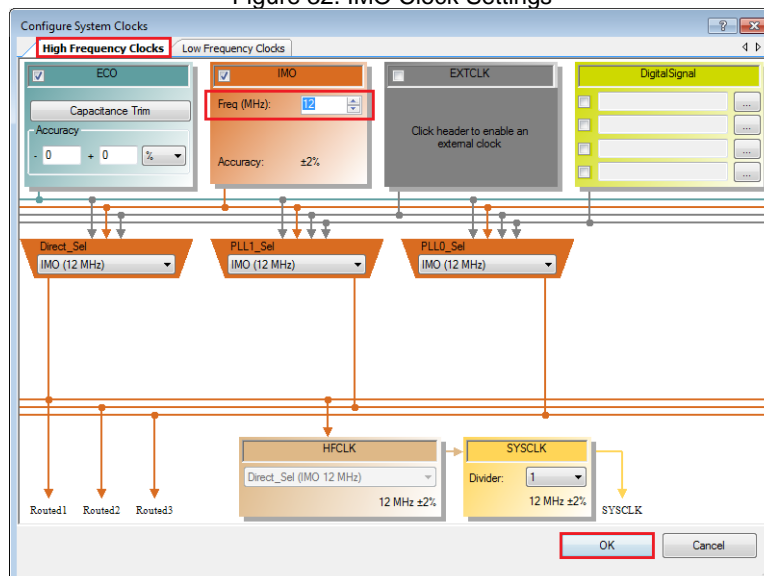 Figure 32. IMO Clock Settings
Configure System Clocks
High Frequency Clocks Low Frequency Clocks
ECO
Capacitance Trim
Accuracy
- 0 + 0 %
IMO
Freq (MHz): 12
Accuracy: ±2%
EXTCLK
Click header to enable an
external clock
DigitalSignal
...
...
...
...
Direct_Sel
IMO (12 MHz)
PLL1_Sel
IMO (12 MHz)
PLL0_Sel
IMO (12 MHz)
HFCLK
Direct_Sel (IMO 12 MHz)
12 MHz ±2%
SYSCLK
Divider: 1
12 MHz ±2%
Routed1 Routed2 Routed3
SYSCLK
OK Cancel